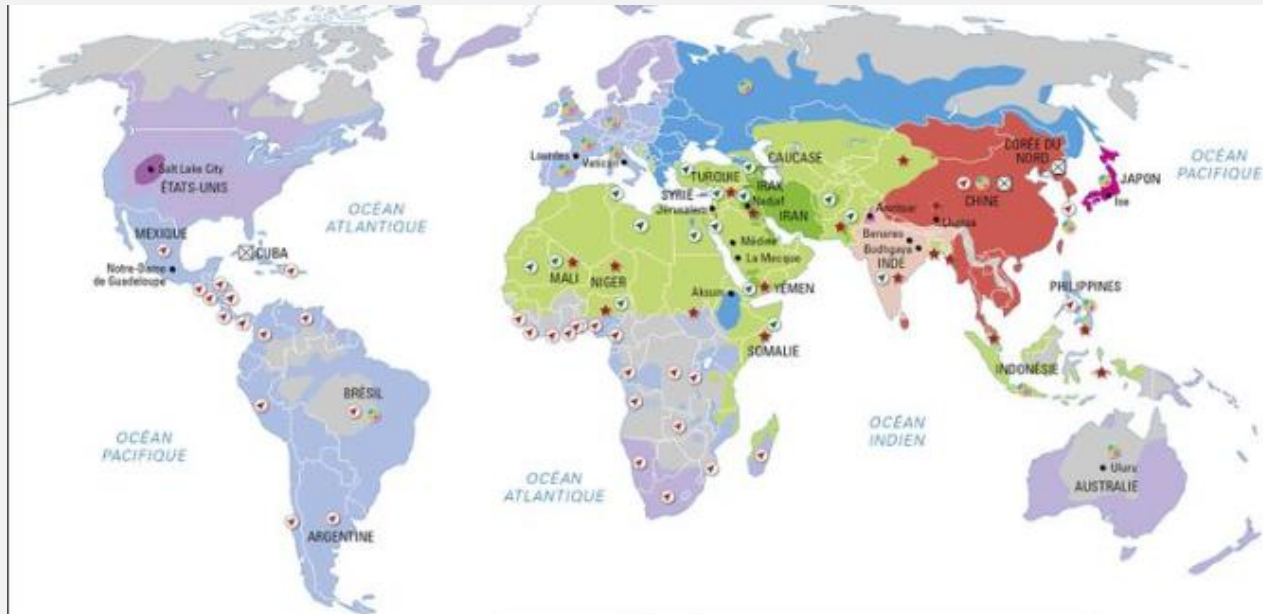 Salt Lake City
ÉTATS-UNIS
OCÉAN
ATLANTIQUE
MEXIQUE
CUBA
Notre-Dame
de Guadeloupe
BRÉSIL
OCÉAN
PACIFIQUE
ARGENTINE
OCÉAN
ATLANTIQUE
Lourdes
Vatican
TURQUIE
CAUCASE
SYRIE
IRAK
Jérusalem
Nadjaf
IRAN
Médine
La Mecque
MALI
NIGER
Aksum
YÉMEN
SOMALIE
CORÉE DU
NORD
CHINE
JAPON
Ise
OCÉAN
PACIFIQUE
Amritsar
Lhassa
Benares
Bodhgaya
INDE
PHILIPPINES
INDONÉSIE
OCÉAN
INDIEN
Uluru
AUSTRALIE